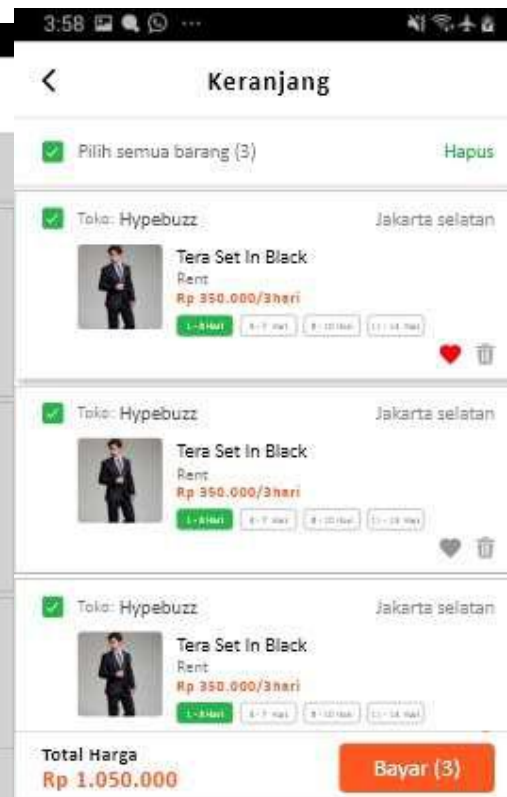 3:58
Keranjang
Pilih semua barang (3) Hapus
Toko: Hypebuzz Jakarta selatan
Tera Set In Black
Rent
Rp 350.000/3hari
Toko: Hypebuzz Jakarta selatan
Tera Set In Black
Rent
Rp 350.000/3hari
Toko: Hypebuzz Jakarta selatan
Tera Set In Black
Rent
Rp 350.000/3hari
Total Harga
Rp 1.050.000
Bayar (3)